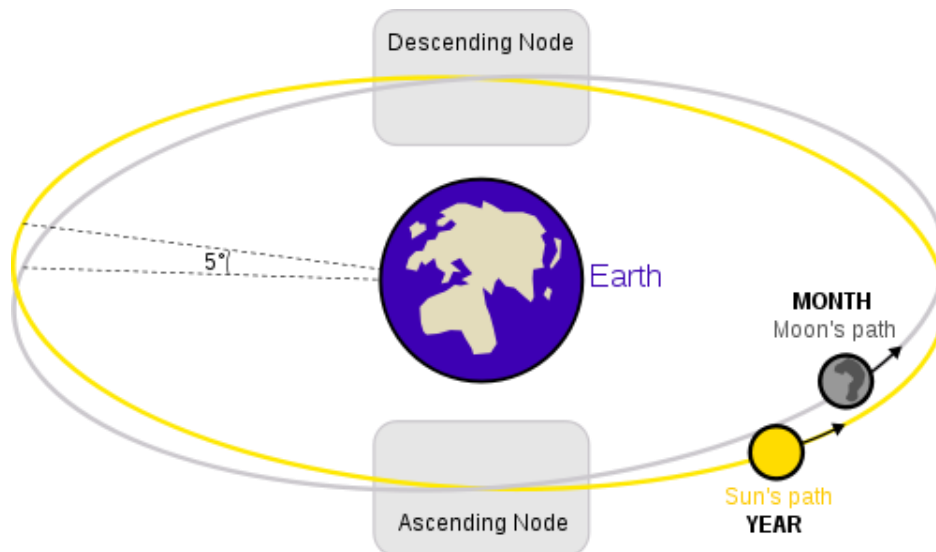 Descending Node
5°
Earth
MONTH
Moon's path
Sun's path
YEAR
Ascending Node